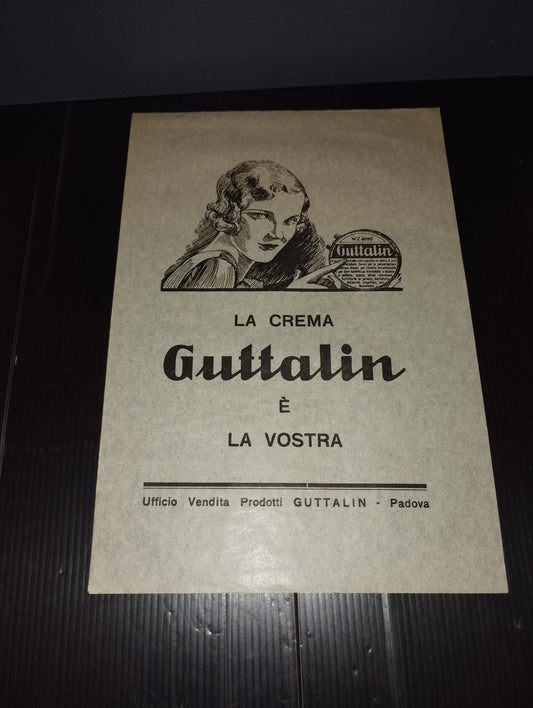 Guttalin
LA CREMA
Guttalin
È
LA VOSTRA
Ufficio Vendita Prodotti GUTTALIN - Padova